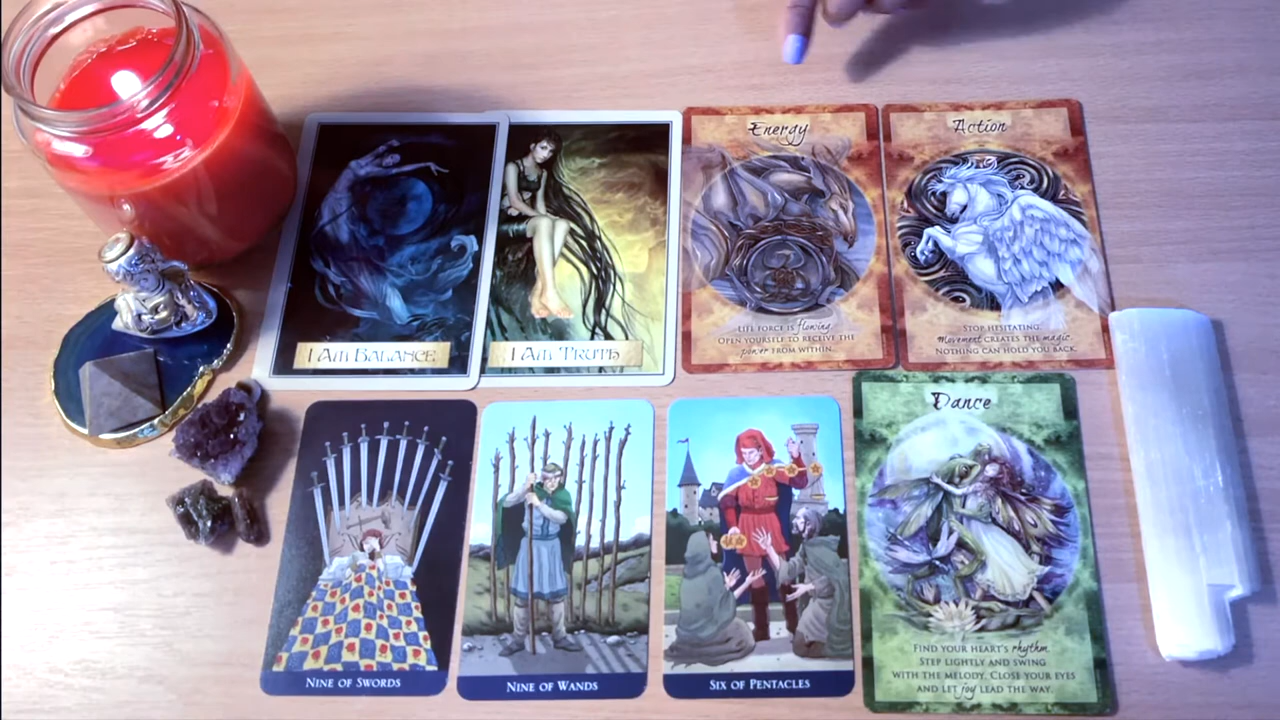 I Am Balance
I Am Truth
Energy
Life force is flowing.
Open yourself to receive the
power from within.
Action
Stop hesitating.
Movement creates the magic.
Nothing can hold you back.
Nine of Swords
Nine of Wands
Six of Pentacles
Dance
Find your heart's rhythm.
Step lightly and swing
with the melody. Close your eyes
and let joy lead the way.